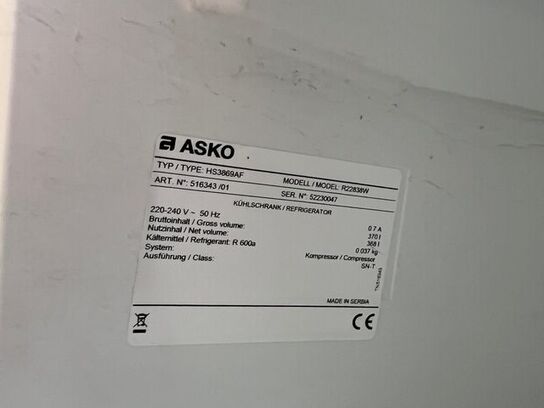 ASKO
TYP / TYPE: HS3869AF MODELL / MODEL: R22838W
ART. N°: 516343 /01 SER. N°: 52230047
KÜHLSCHRANK / REFRIGERATOR
220-240 V ~ 50 Hz 0.7 A
Bruttoinhalt / Gross volume: 370 l
Nutzinhalt / Net volume: 368 l
Kältemittel / Refrigerant: R 600a 0.037 kg
System: Kompressor / Compressor
Ausführung / Class: SN-T
MADE IN SERBIA
CE